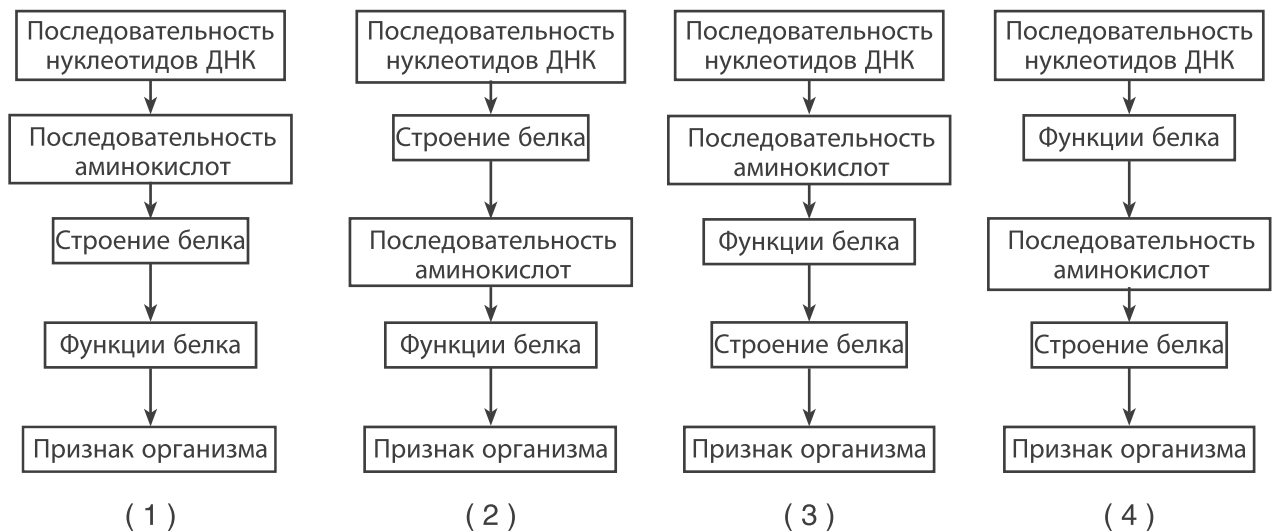 Последовательность
нуклеотидов ДНК
Последовательность
аминокислот
Строение белка
Функции белка
Признак организма
( 1 )
Последовательность
нуклеотидов ДНК
Строение белка
Последовательность
аминокислот
Функции белка
Признак организма
( 2 )
Последовательность
нуклеотидов ДНК
Последовательность
аминокислот
Функции белка
Строение белка
Признак организма
( 3 )
Последовательность
нуклеотидов ДНК
Функции белка
Последовательность
аминокислот
Строение белка
Признак организма
( 4 )